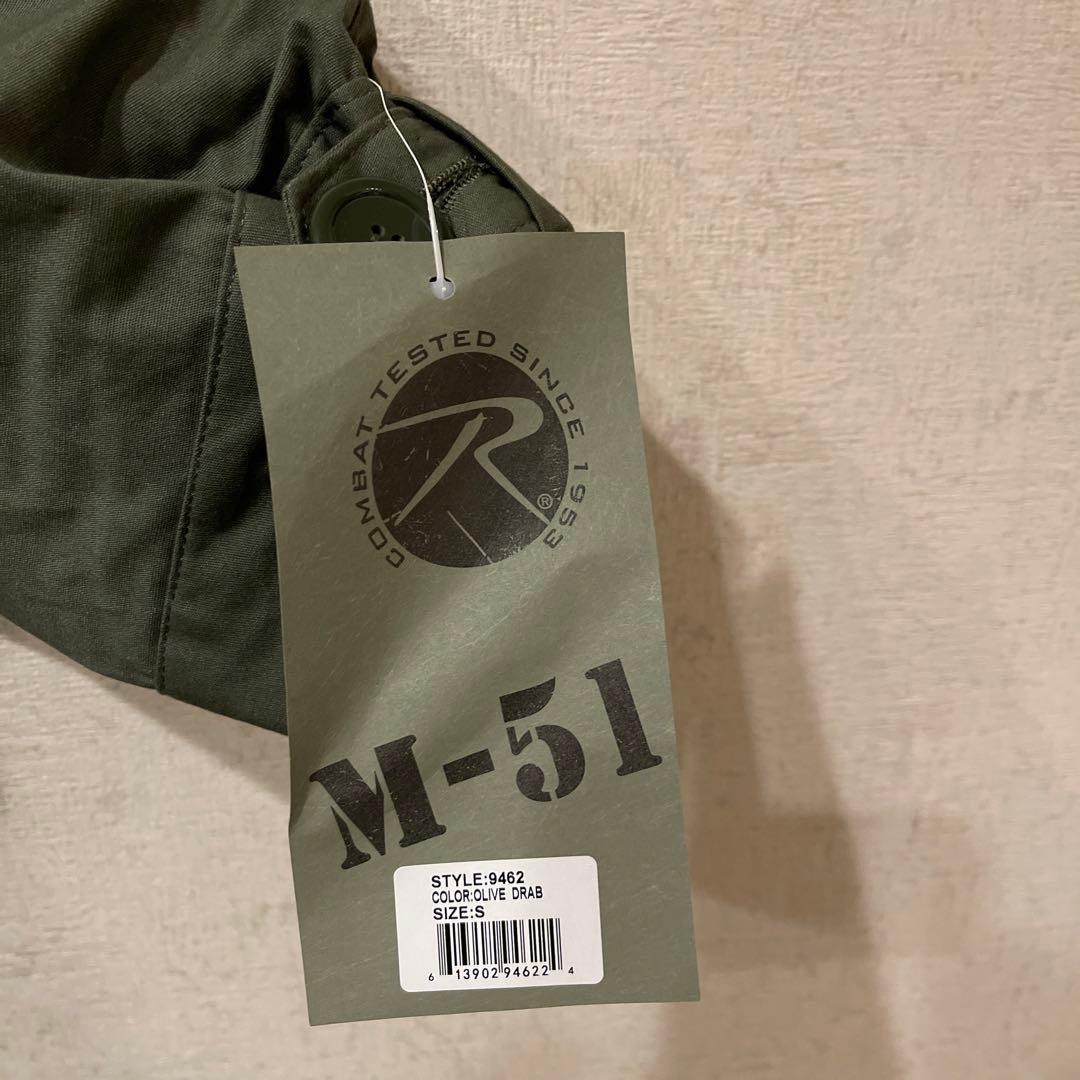 COMBAT TESTED SINCE 1953
R
®
M-51
STYLE:9462
COLOR:OLIVE DRAB
SIZE:S
6 13902 94622 4